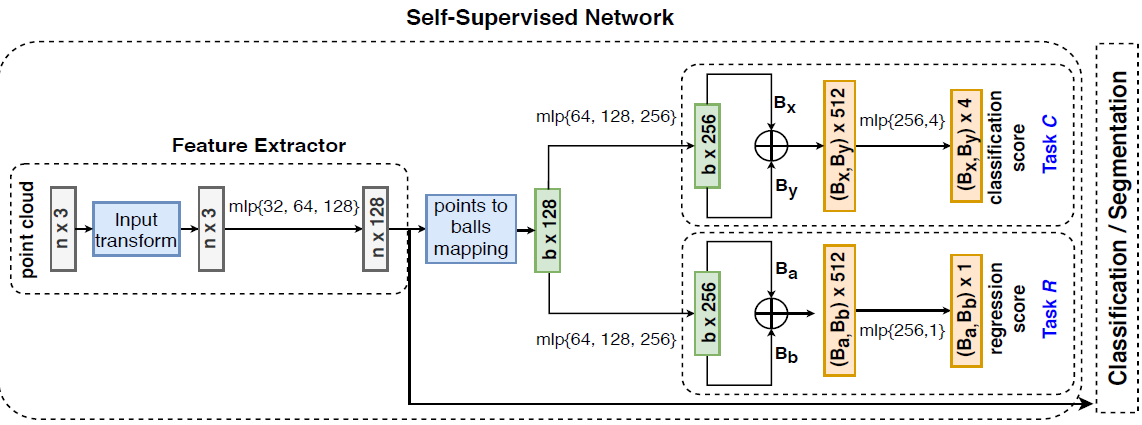 Self-Supervised Network
Feature Extractor
point cloud
n x 3
Input
transform
n x 3
mlp{32, 64, 128}
n x 128
points to
balls
mapping
b x 128
mlp{64, 128, 256}
b x 256
Bx
By
(Bx,By) x 512
mlp{256,4}
(Bx,By) x 4
classification
score
Task C
mlp{64, 128, 256}
b x 256
Ba
Bb
(Ba,Bb) x 512
mlp{256,1}
(Ba,Bb) x 1
regression
score
Task R
Classification / Segmentation